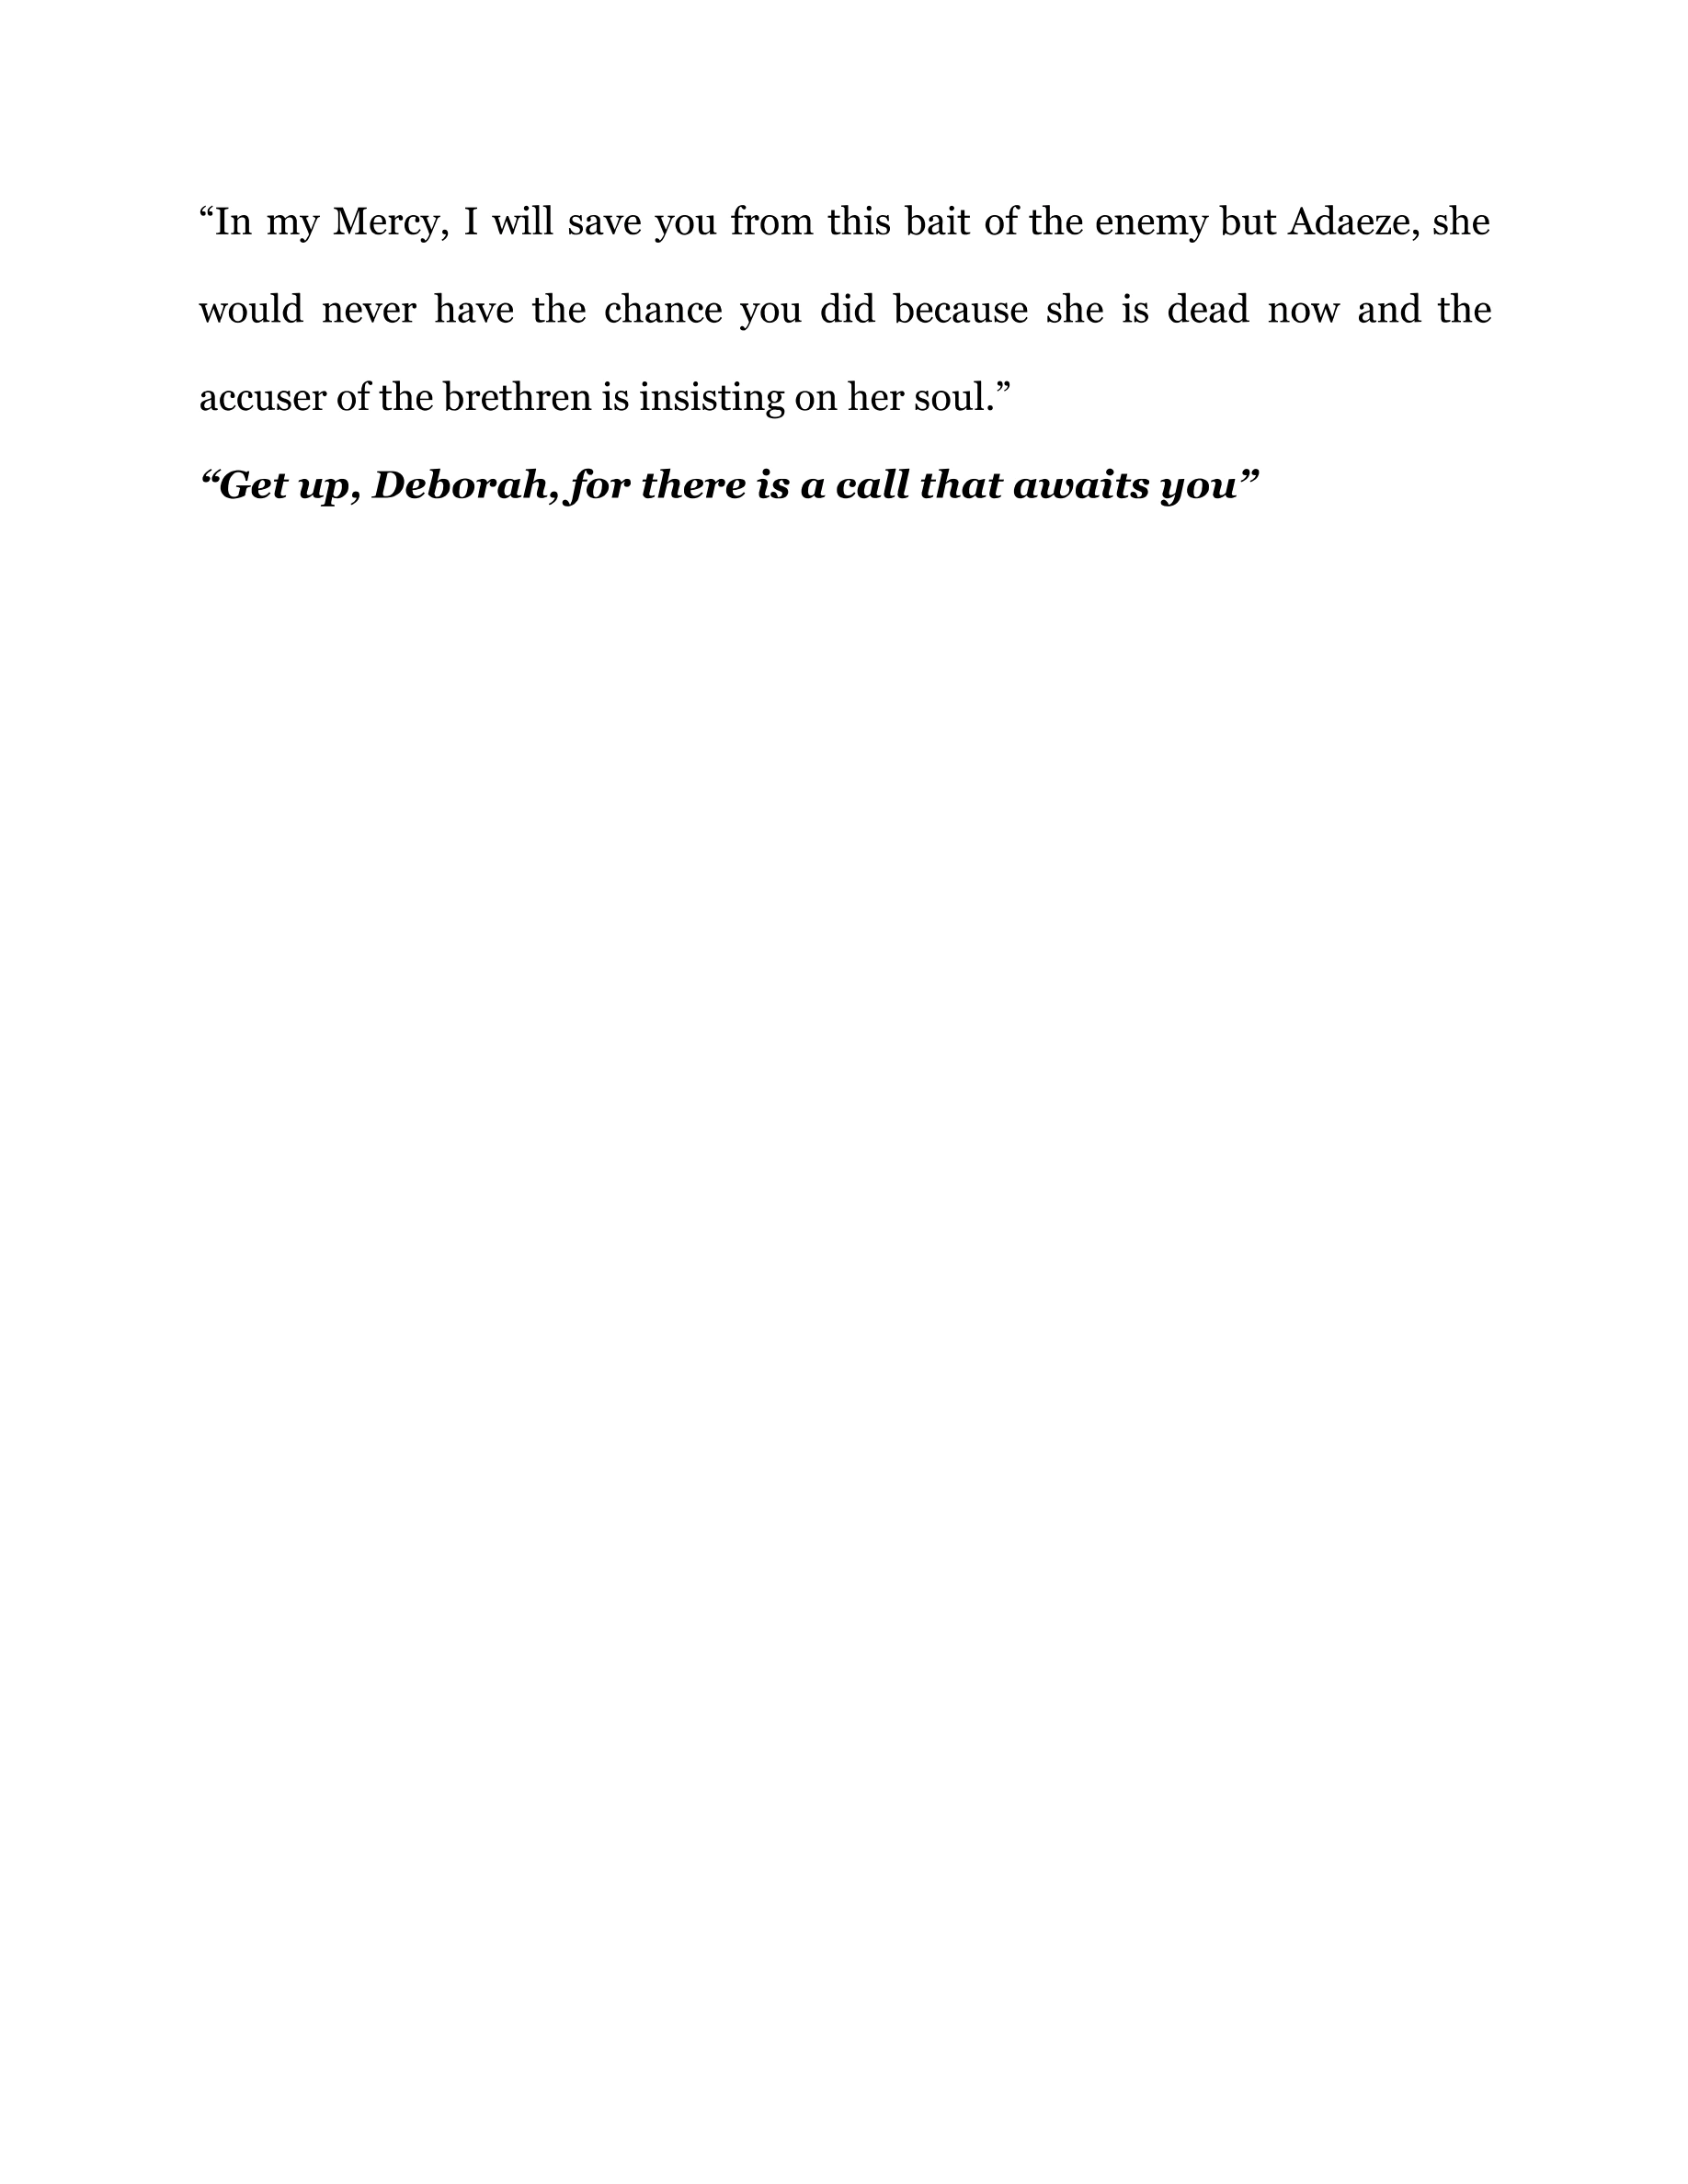 “In my Mercy, I will save you from this bait of the enemy but Adaeze, she
would never have the chance you did because she is dead now and the
accuser of the brethren is insisting on her soul.”
“Get up, Deborah, for there is a call that awaits you”